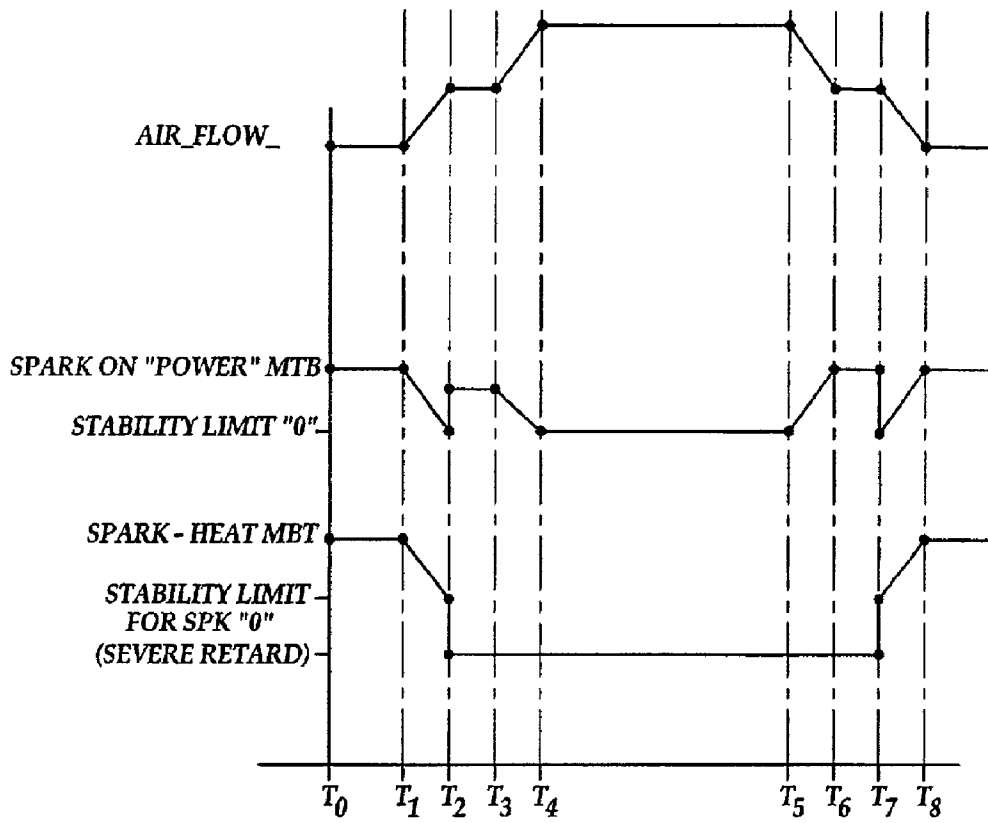 AIR_FLOW_
SPARK ON "POWER" MTB
STABILITY LIMIT "0"
SPARK - HEAT MBT
STABILITY LIMIT
FOR SPK "0"
(SEVERE RETARD)
T0 T1 T2 T3 T4 T5 T6 T7 T8